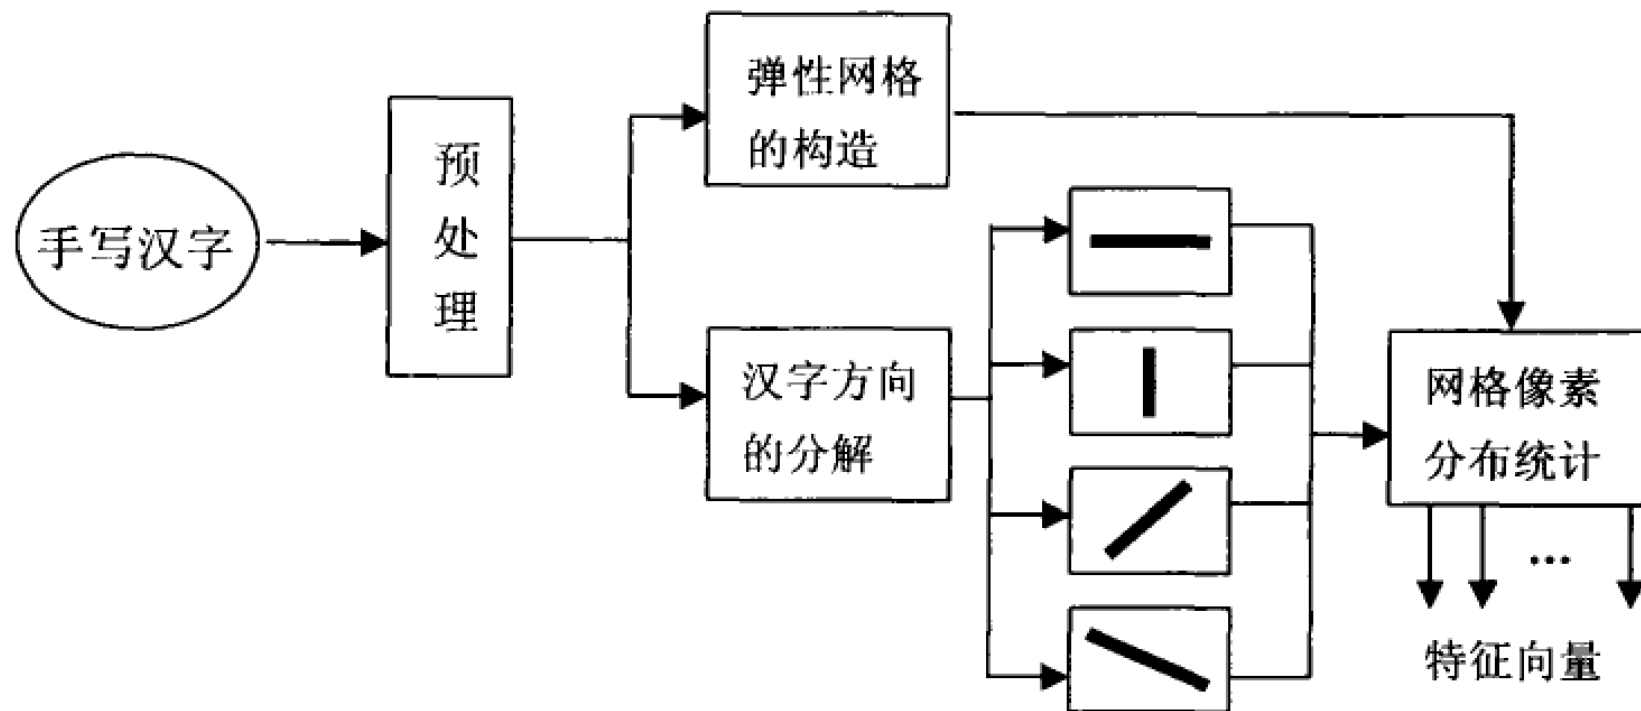 手写汉字
预
处
理
弹性网格
的构造
汉字方向
的分解
网格像素
分布统计
...
特征向量